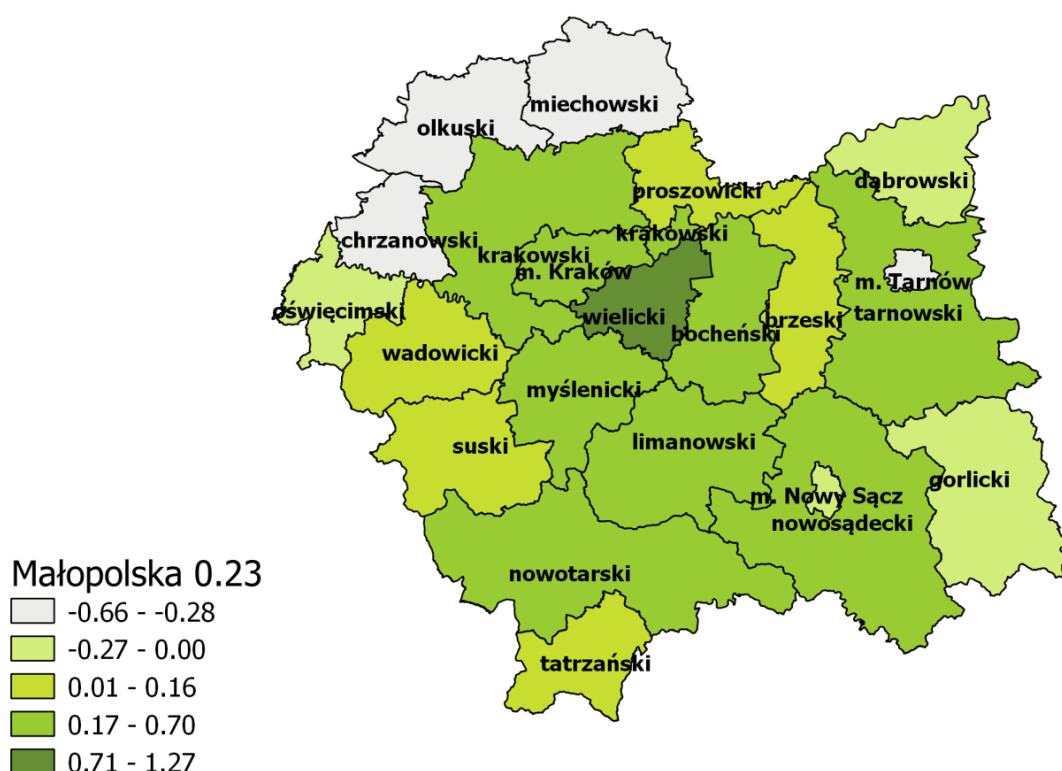 miechowski
olkuski
dąbrowski
proszowicki
chrzanowski
krakowski
krakowski
m. Kraków
m. Tarnów
oświęcimski
wielicki
tarnowski
bocheński
brzeski
wadowicki
myślenicki
limanowski
suski
gorlicki
m. Nowy Sącz
nowosądecki
nowotarski
tatrzański
Małopolska 0.23
-0.66 - -0.28
-0.27 - 0.00
0.01 - 0.16
0.17 - 0.70
0.71 - 1.27